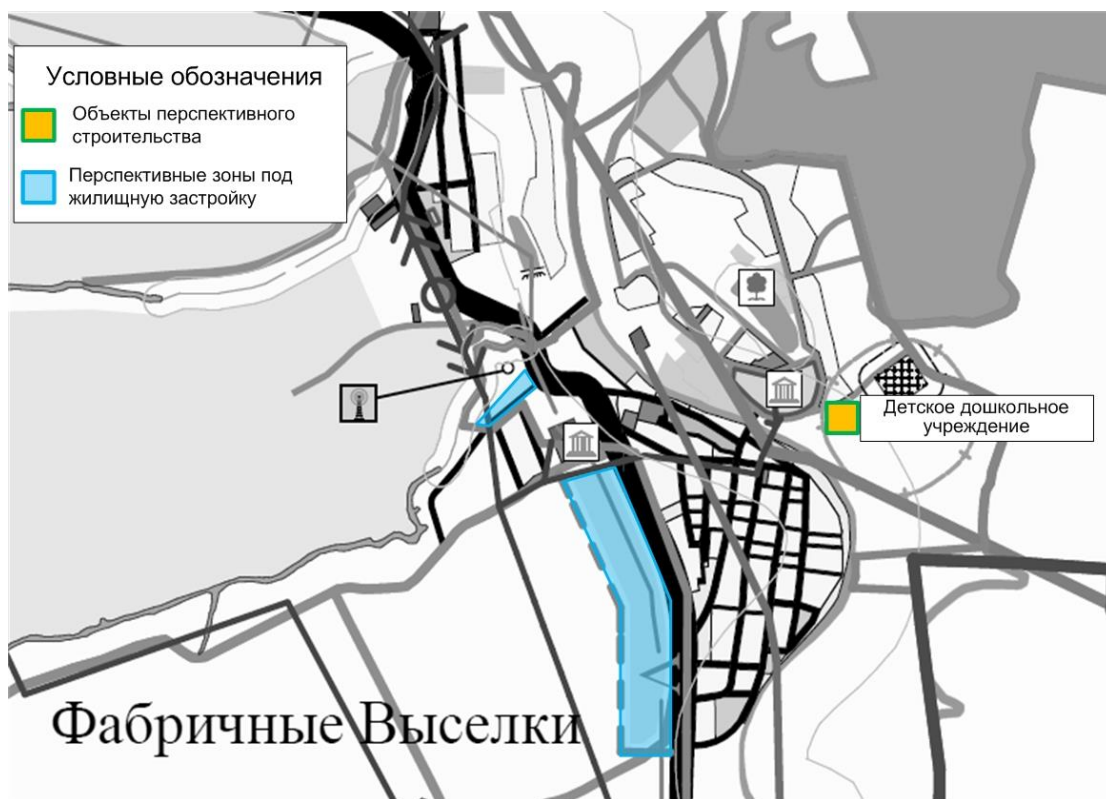 Условные обозначения
Объекты перспективного
строительства
Перспективные зоны под
жилищную застройку
Детское дошкольное
учреждение
Фабричные Выселки